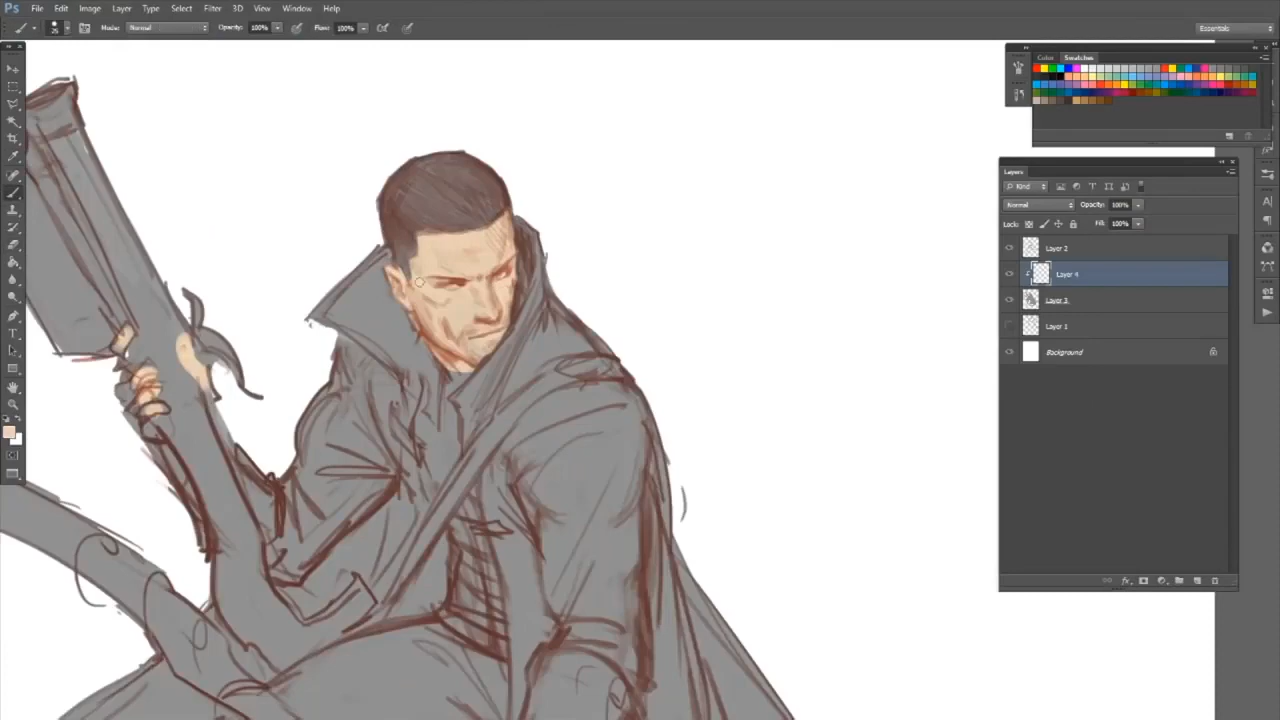 Ps File Edit Image Layer Type Select Filter 3D View Window Help
Mode: Normal Opacity: 100% Flow: 100% Essentials
Color Swatches
Layers
Kind
Normal Opacity: 100%
Lock: Fill: 100%
Layer 2
Layer 4
Layer 3
Layer 1
Background